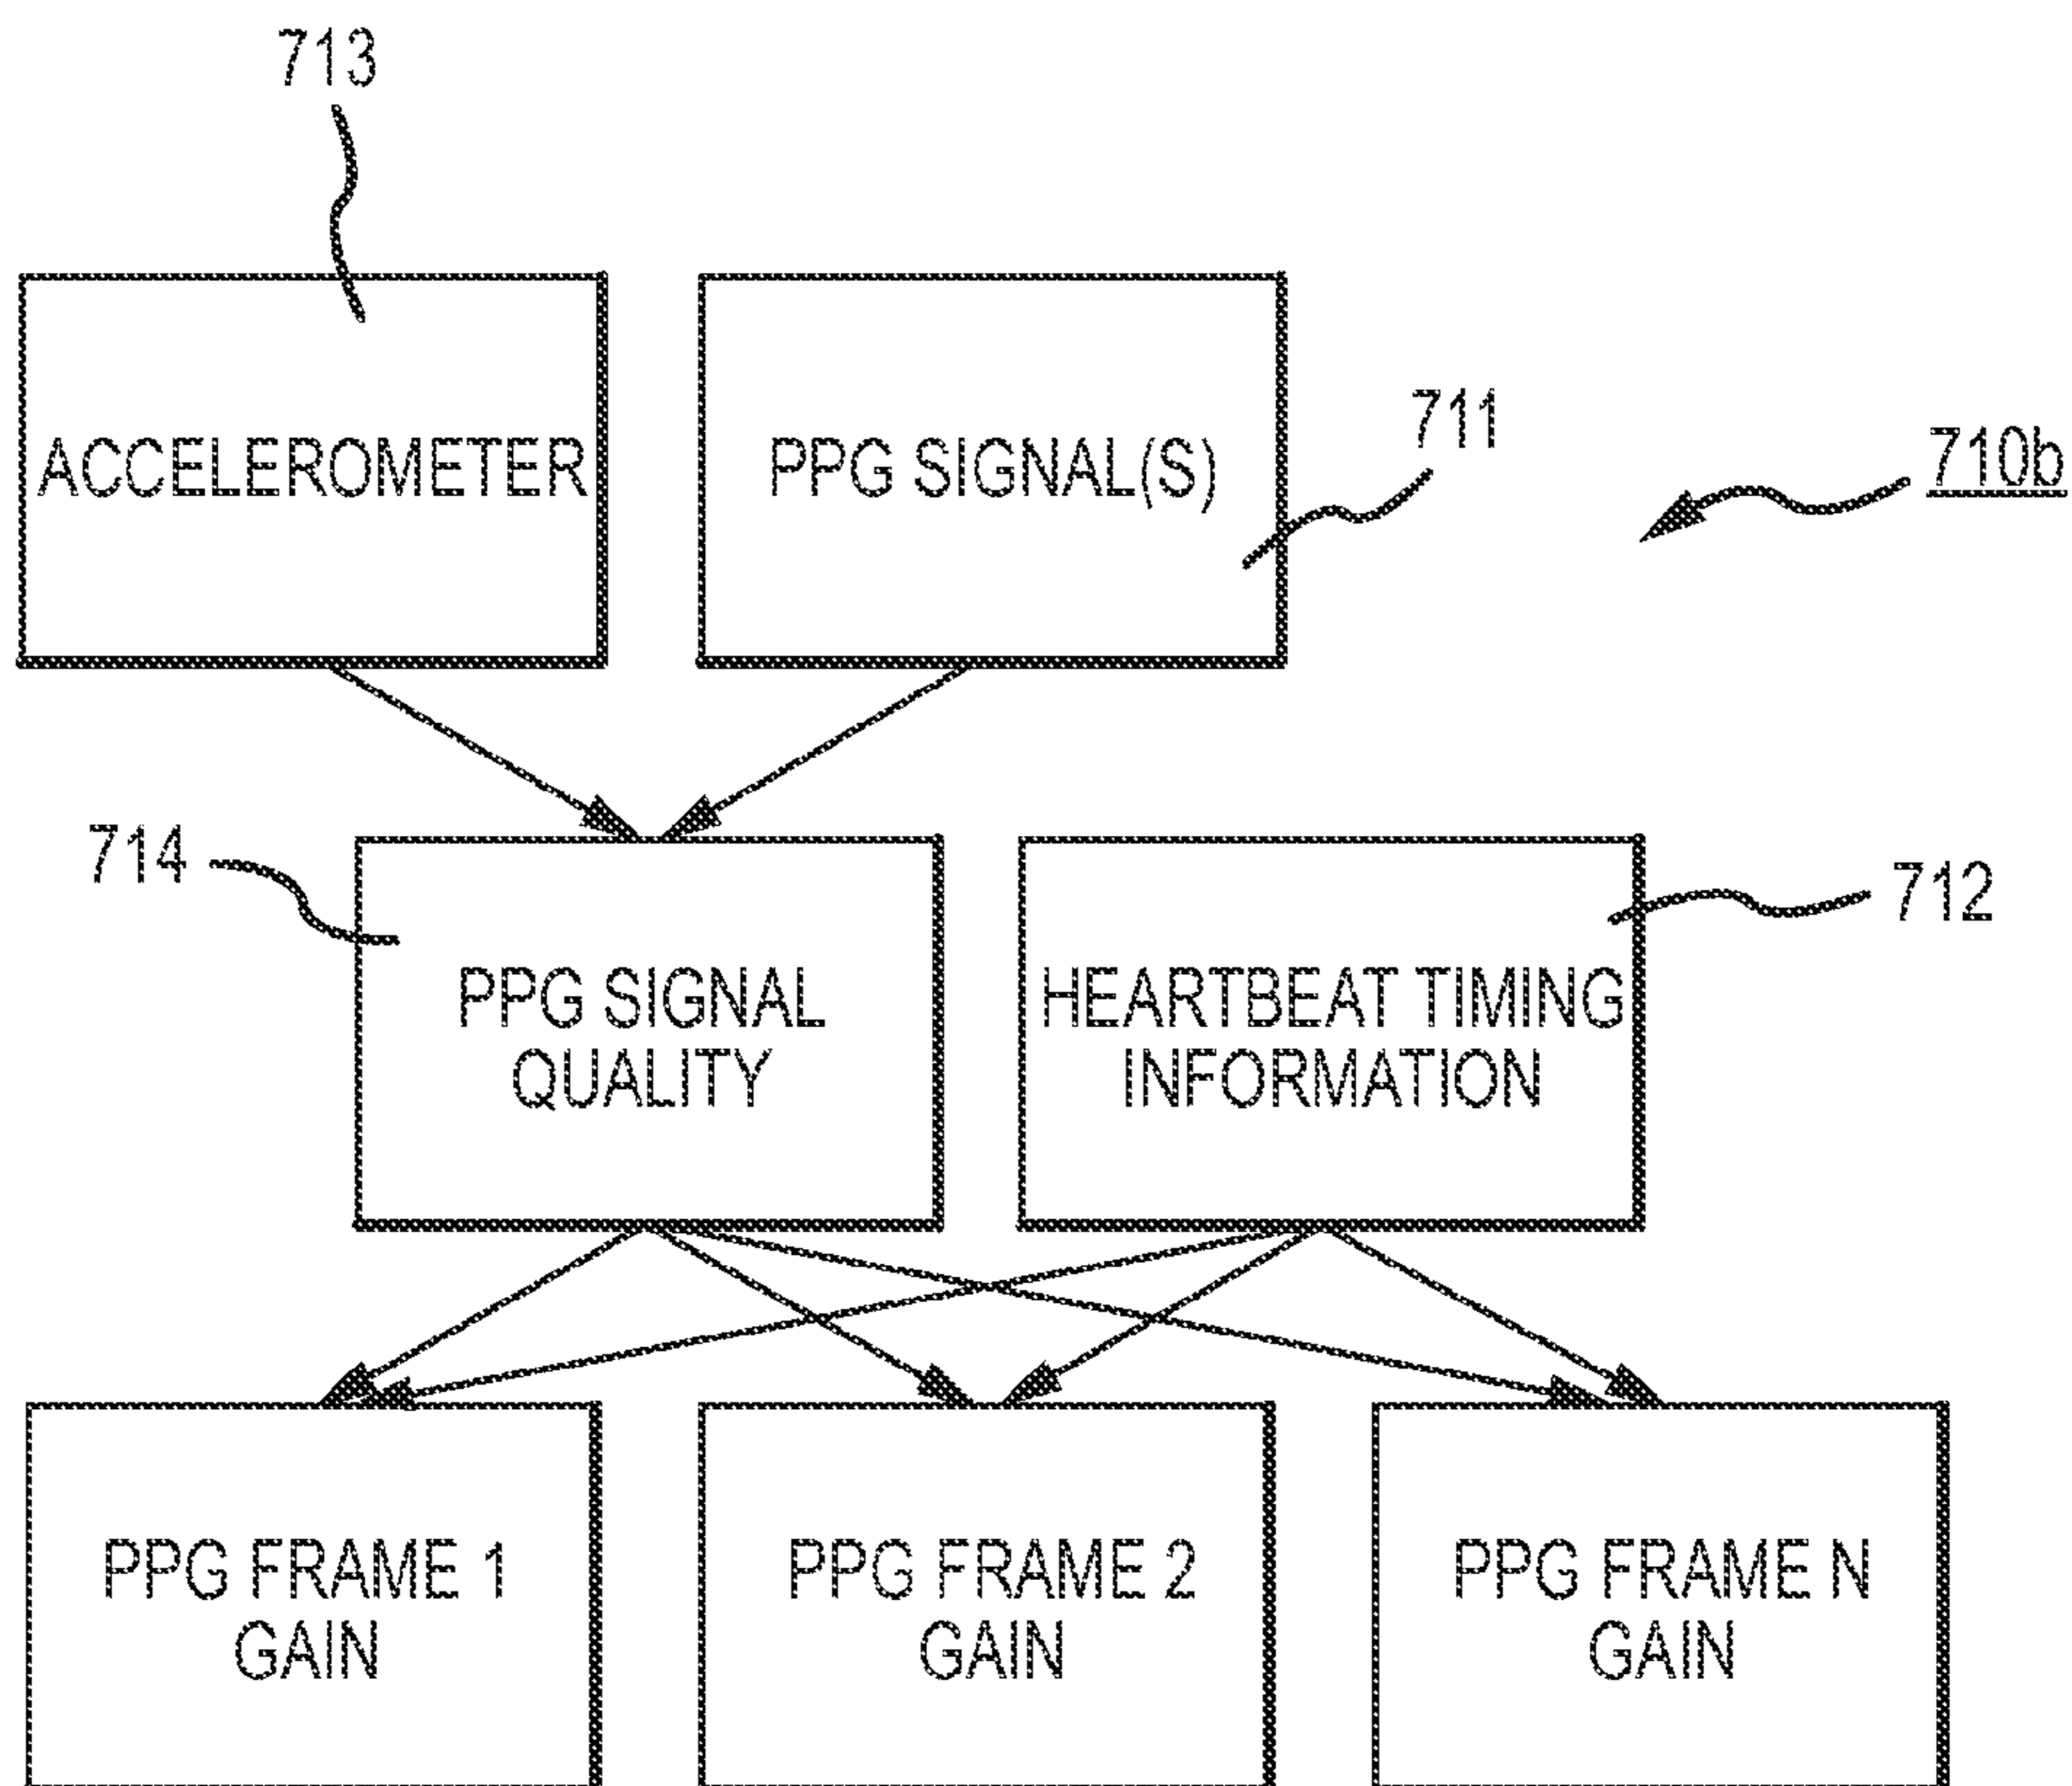 713
ACCELEROMETER
PPG SIGNAL(S)
711
710b
714
PPG SIGNAL
QUALITY
HEARTBEAT TIMING
INFORMATION
712
PPG FRAME 1
GAIN
PPG FRAME 2
GAIN
PPG FRAME N
GAIN